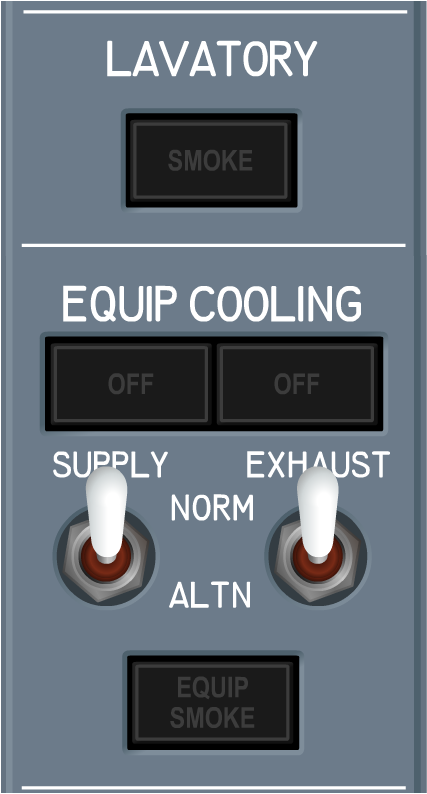 LAVATORY
SMOKE
EQUIP COOLING
OFF OFF
SUPPLY EXHAUST
NORM
ALTN
EQUIP
SMOKE